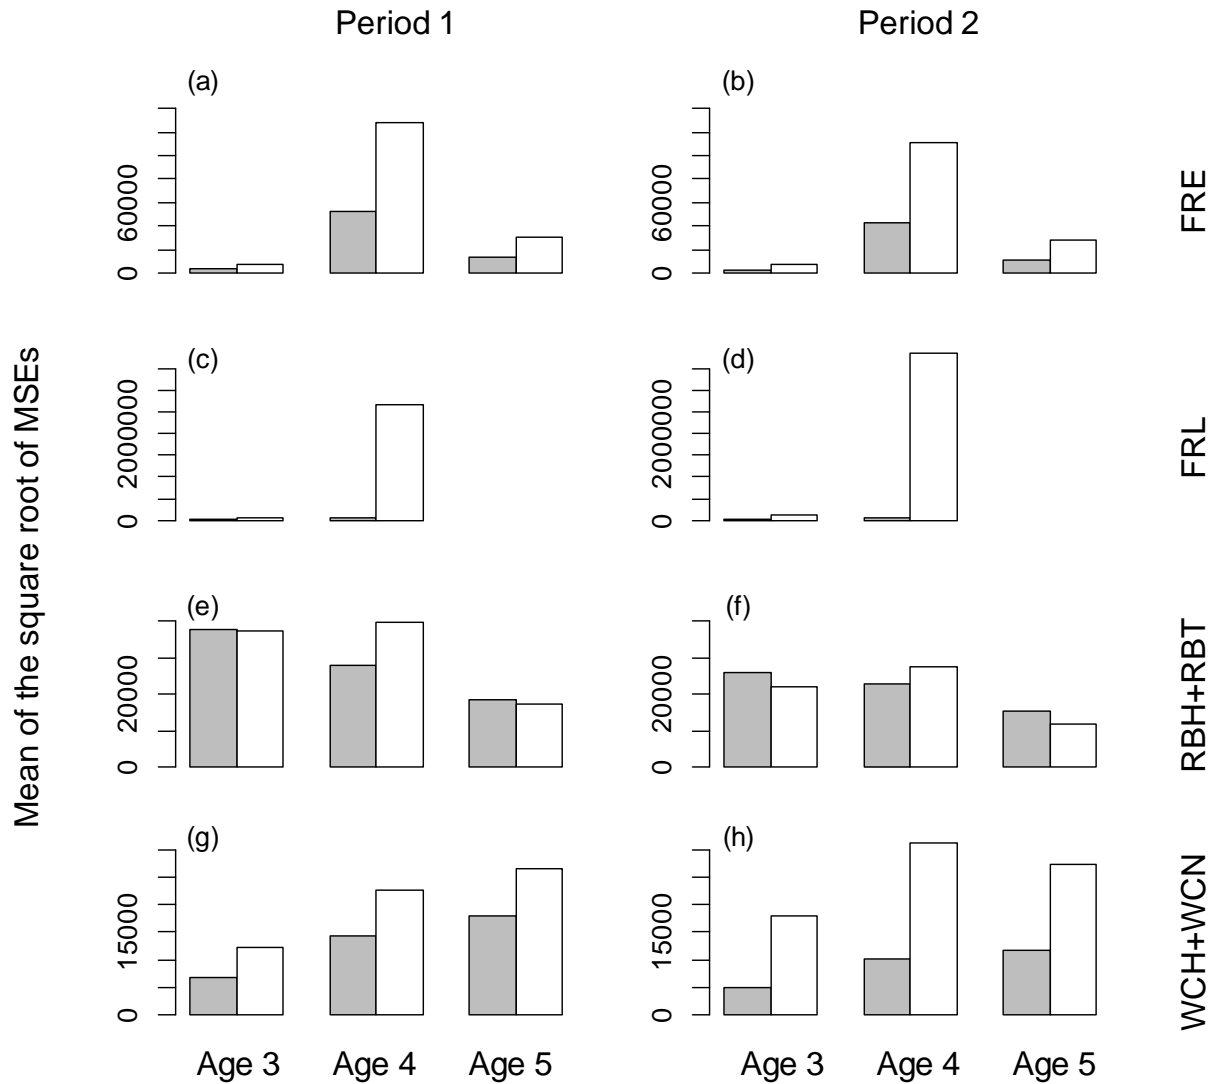 Period 1
Period 2
(a)
(b)
60000
0
60000
0
FRE
Mean of the square root of MSEs
(c)
(d)
20000000
0
20000000
0
FRL
(e)
(f)
20000
0
20000
0
RBH+RBT
(g)
(h)
15000
0
15000
0
WCH+WCN
Age 3
Age 4
Age 5
Age 3
Age 4
Age 5